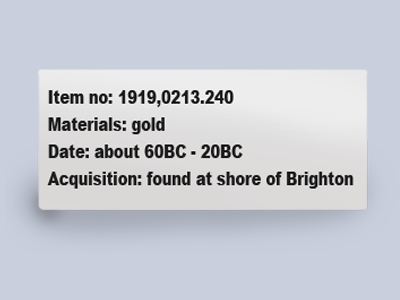 Item no: 1919,0213.240
Materials: gold
Date: about 60BC - 20BC
Acquisition: found at shore of Brighton